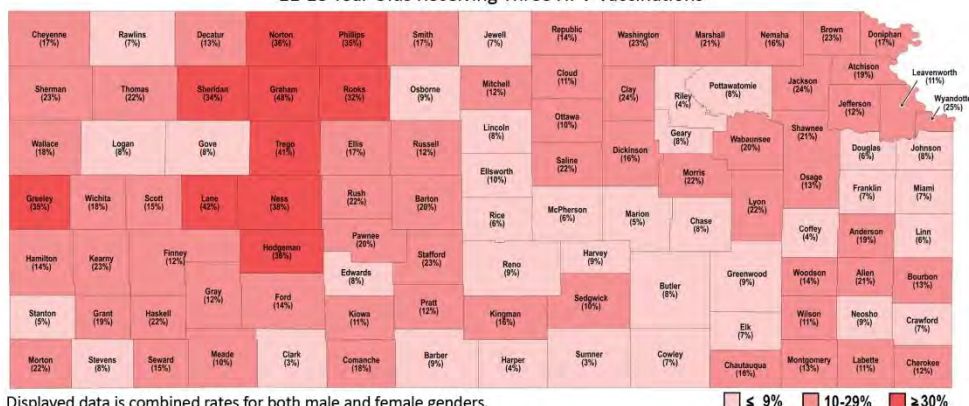 Year Olds Receiving Three HPV Vaccinations
Cheyenne
(17%)
Rawlins
(7%)
Decatur
(13%)
Norton
(36%)
Phillips
(35%)
Smith
(17%)
Jewell
(7%)
Republic
(14%)
Washington
(23%)
Marshall
(21%)
Nemaha
(16%)
Brown
(23%)
Doniphan
(17%)
Sherman
(23%)
Thomas
(22%)
Sheridan
(34%)
Graham
(48%)
Rooks
(32%)
Osborne
(9%)
Mitchell
(12%)
Cloud
(11%)
Clay
(24%)
Riley
(4%)
Pottawatomie
(8%)
Jackson
(24%)
Atchison
(19%)
Jefferson
(12%)
Leavenworth
(11%)
Wyandotte
(25%)
Wallace
(18%)
Logan
(8%)
Gove
(8%)
Trego
(41%)
Ellis
(17%)
Russell
(12%)
Lincoln
(8%)
Ottawa
(10%)
Saline
(22%)
Dickinson
(16%)
Geary
(8%)
Wabaunsee
(20%)
Shawnee
(21%)
Douglas
(6%)
Johnson
(8%)
Greeley
(35%)
Wichita
(18%)
Scott
(15%)
Lane
(42%)
Ness
(38%)
Rush
(22%)
Barton
(20%)
Ellsworth
(10%)
Rice
(6%)
McPherson
(6%)
Marion
(5%)
Morris
(22%)
Chase
(8%)
Lyon
(22%)
Osage
(13%)
Franklin
(7%)
Miami
(7%)
Hamilton
(14%)
Kearny
(23%)
Finney
(12%)
Hodgeman
(38%)
Pawnee
(20%)
Edwards
(8%)
Stafford
(23%)
Reno
(9%)
Harvey
(9%)
Butler
(8%)
Greenwood
(9%)
Coffey
(4%)
Anderson
(19%)
Linn
(6%)
Stanton
(5%)
Grant
(19%)
Haskell
(22%)
Gray
(12%)
Ford
(14%)
Kiowa
(11%)
Pratt
(12%)
Kingman
(16%)
Sedgwick
(10%)
Elk
(7%)
Woodson
(14%)
Allen
(21%)
Bourbon
(13%)
Wilson
(11%)
Neosho
(9%)
Crawford
(7%)
Morton
(22%)
Stevens
(8%)
Seward
(15%)
Meade
(10%)
Clark
(3%)
Comanche
(18%)
Barber
(9%)
Harper
(4%)
Sumner
(3%)
Cowley
(7%)
Chautauqua
(16%)
Montgomery
(13%)
Labette
(11%)
Cherokee
(12%)
Displayed data is combined rates for both male and female genders.
≤ 9% 10-29% ≥30%